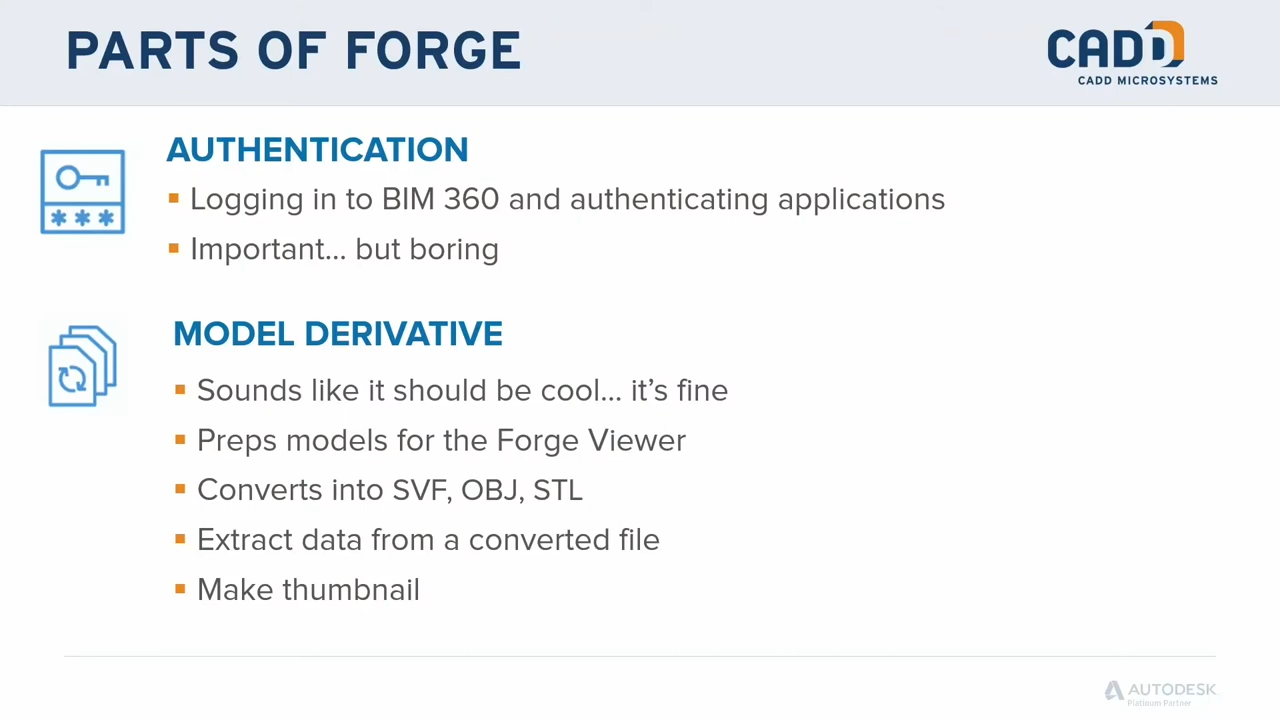 PARTS OF FORGE
CADD
CADD MICROSYSTEMS
AUTHENTICATION
Logging in to BIM 360 and authenticating applications
Important... but boring
***
MODEL DERIVATIVE
Sounds like it should be cool... it’s fine
Preps models for the Forge Viewer
Converts into SVF, OBJ, STL
Extract data from a converted file
Make thumbnail
AUTODESK
Platinum Partner